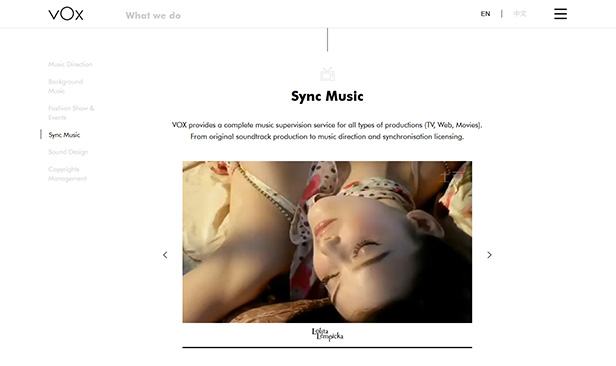 VOX
What we do
EN
中文
Music Direction
Background
Music
Fashion Show &
Events
Sync Music
Sound Design
Copyrights
Management
Sync Music
VOX provides a complete music supervision service for all types of productions (TV, Web, Movies).
From original soundtrack production to music direction and synchronisation licensing.
Lolita
Lempicka